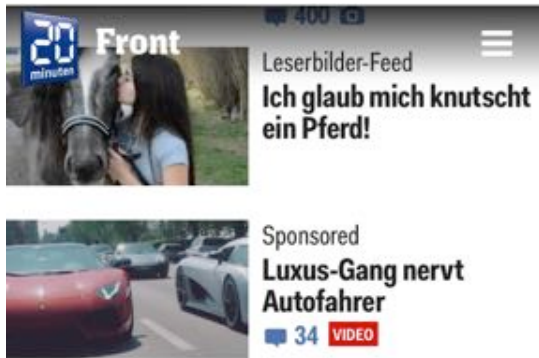 400
20
minuten
Front
Leserbilder-Feed
Ich glaub mich knutscht
ein Pferd!
Sponsored
Luxus-Gang nervt
Autofahrer
34 VIDEO